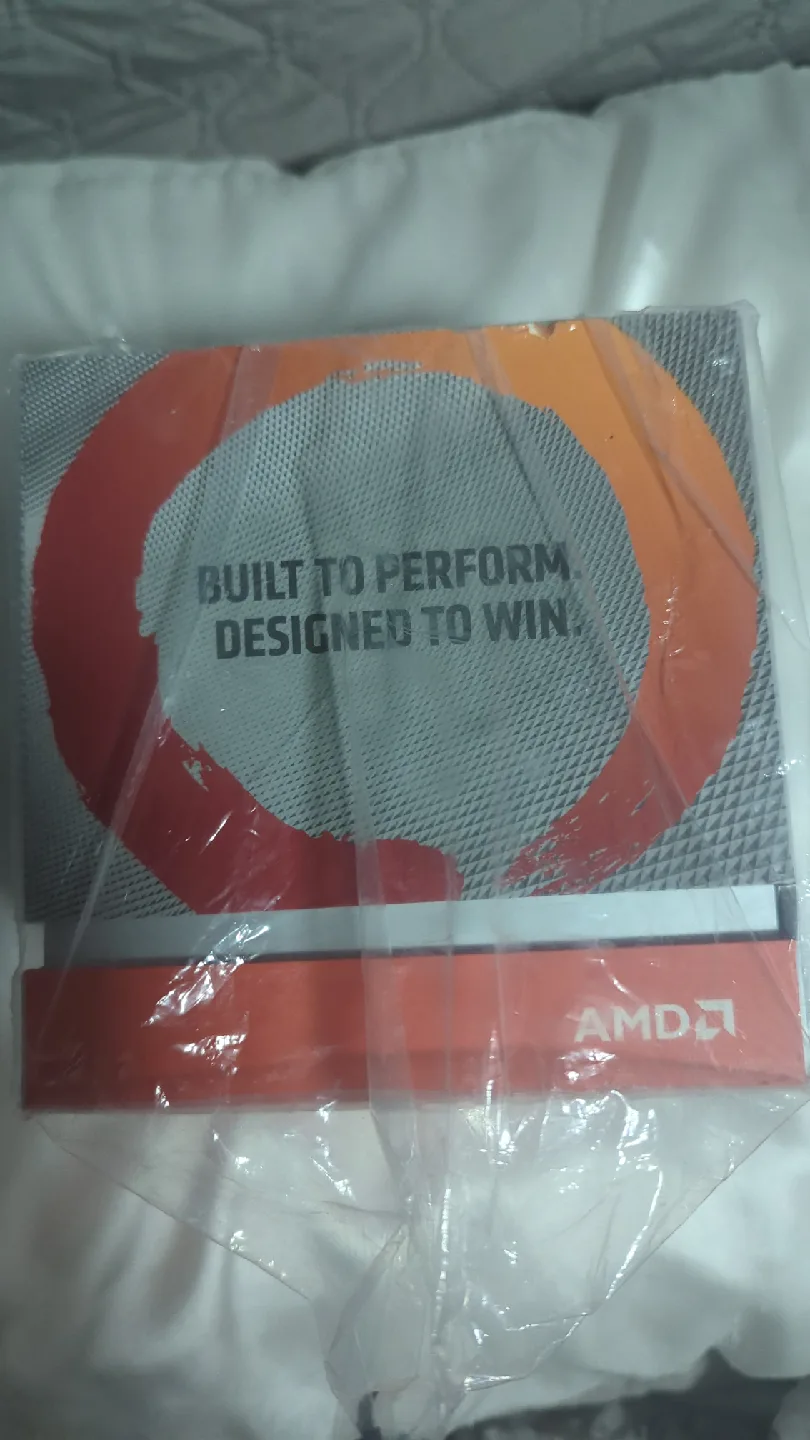 BUILT TO PERFORM.
DESIGNED TO WIN.
AMD